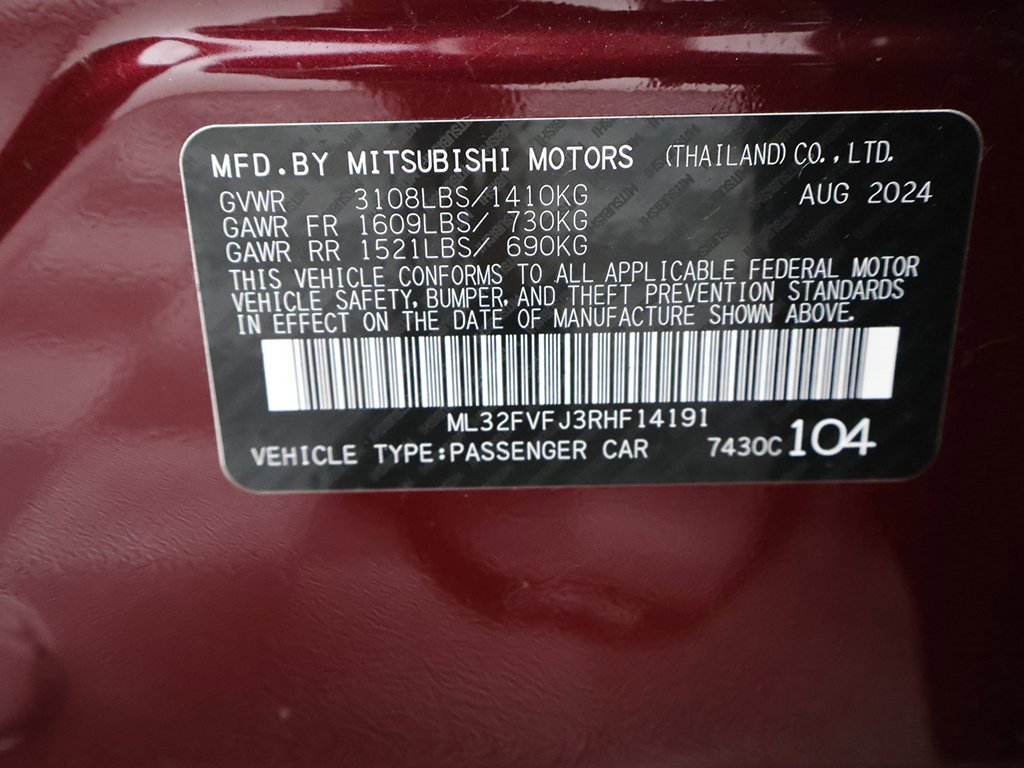 MFD.BY MITSUBISHI MOTORS (THAILAND) CO.,LTD.
GVWR 3108LBS/1410KG AUG 2024
GAWR FR 1609LBS/ 730KG
GAWR RR 1521LBS/ 690KG
THIS VEHICLE CONFORMS TO ALL APPLICABLE FEDERAL MOTOR
VEHICLE SAFETY, BUMPER, AND THEFT PREVENTION STANDARDS
IN EFFECT ON THE DATE OF MANUFACTURE SHOWN ABOVE.
ML32FVFJ3RHF14191
VEHICLE TYPE:PASSENGER CAR 7430C 104